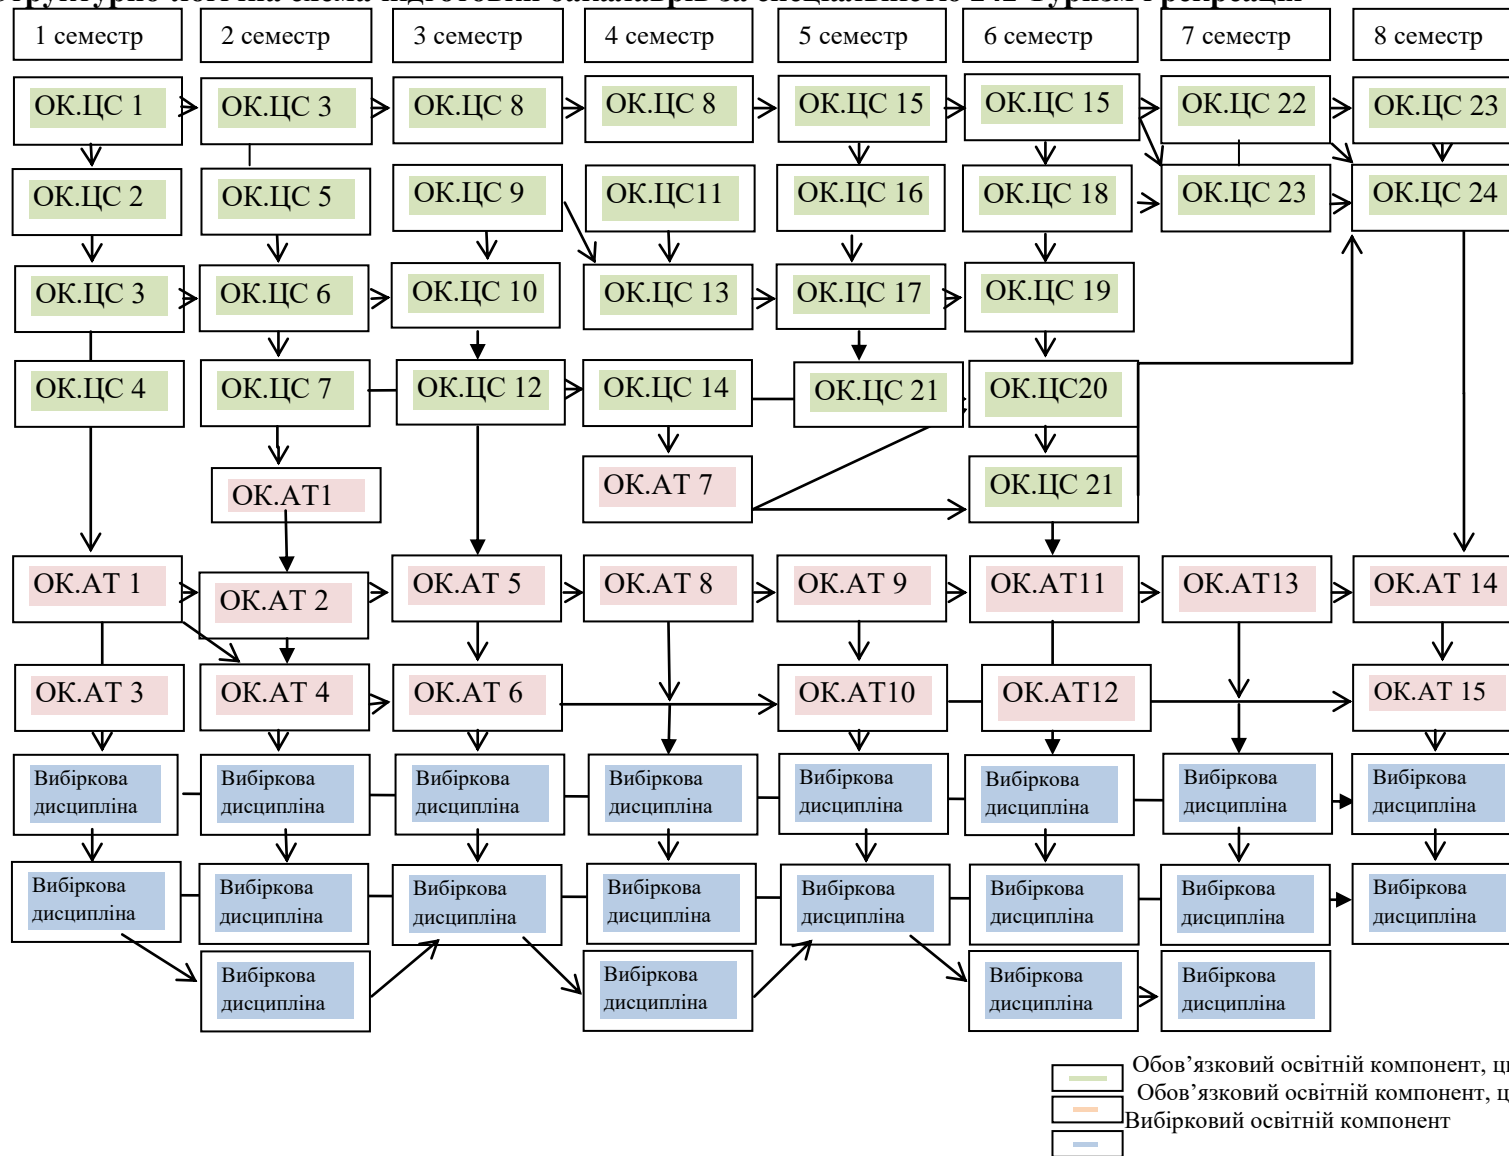 1 семестр
2 семестр
3 семестр
4 семестр
5 семестр
6 семестр
7 семестр
8 семестр
ОК.ЦС 1
ОК.ЦС 3
ОК.ЦС 8
ОК.ЦС 8
ОК.ЦС 15
ОК.ЦС 15
ОК.ЦС 22
ОК.ЦС 23
ОК.ЦС 2
ОК.ЦС 5
ОК.ЦС 9
ОК.ЦС11
ОК.ЦС 16
ОК.ЦС 18
ОК.ЦС 23
ОК.ЦС 24
ОК.ЦС 3
ОК.ЦС 6
ОК.ЦС 10
ОК.ЦС 13
ОК.ЦС 17
ОК.ЦС 19
ОК.ЦС 4
ОК.ЦС 7
ОК.ЦС 12
ОК.ЦС 14
ОК.ЦС 21
ОК.ЦС20
ОК.АТ1
ОК.АТ 7
ОК.ЦС 21
ОК.АТ 1
ОК.АТ 2
ОК.АТ 5
ОК.АТ 8
ОК.АТ 9
ОК.АТ11
ОК.АТ13
ОК.АТ 14
ОК.АТ 3
ОК.АТ 4
ОК.АТ 6
ОК.АТ10
ОК.АТ12
ОК.АТ 15
Вибіркова
дисципліна
Вибіркова
дисципліна
Вибіркова
дисципліна
Вибіркова
дисципліна
Вибіркова
дисципліна
Вибіркова
дисципліна
Вибіркова
дисципліна
Вибіркова
дисципліна
Вибіркова
дисципліна
Вибіркова
дисципліна
Вибіркова
дисципліна
Вибіркова
дисципліна
Вибіркова
дисципліна
Вибіркова
дисципліна
Вибіркова
дисципліна
Вибіркова
дисципліна
Вибіркова
дисципліна
Вибіркова
дисципліна
Вибіркова
дисципліна
Вибіркова
дисципліна
Обов’язковий освітній компонент,
Обов’язковий освітній компонент,
Вибірковий освітній компонент